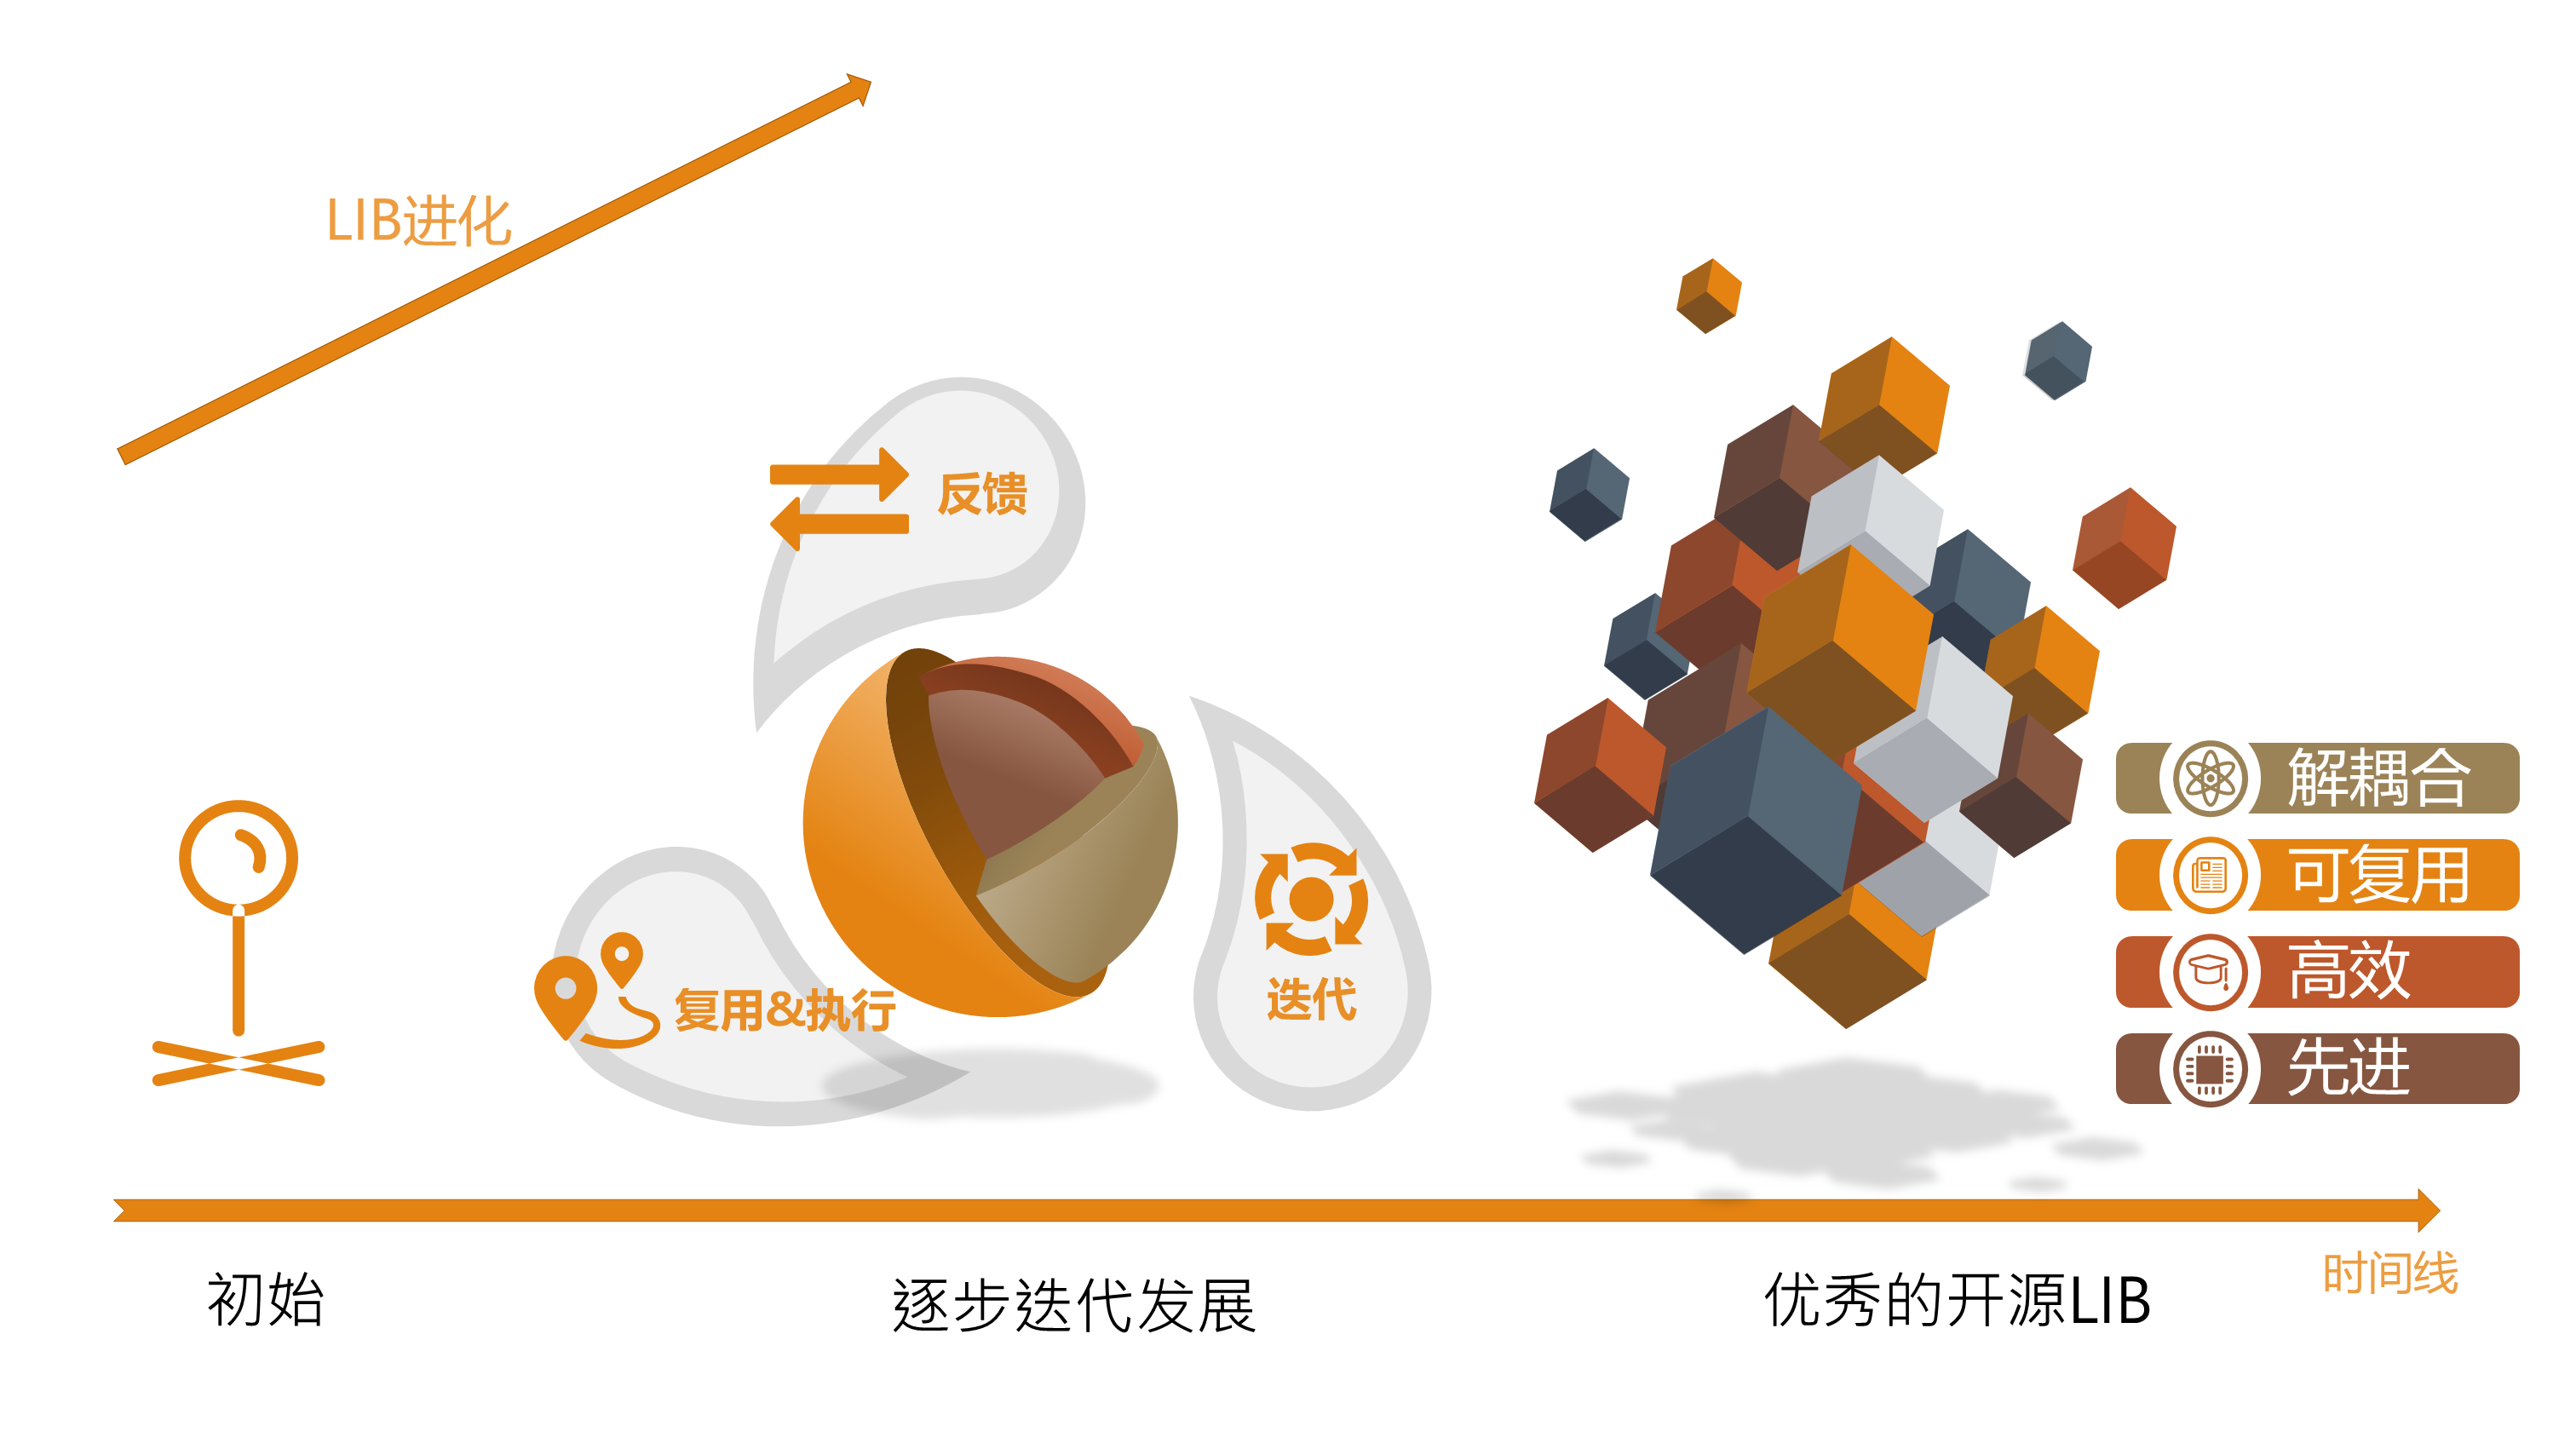 LIB进化
反馈
复用&执行
迭代
解耦合
可复用
高效
先进
初始
逐步迭代发展
优秀的开源LIB
时间线